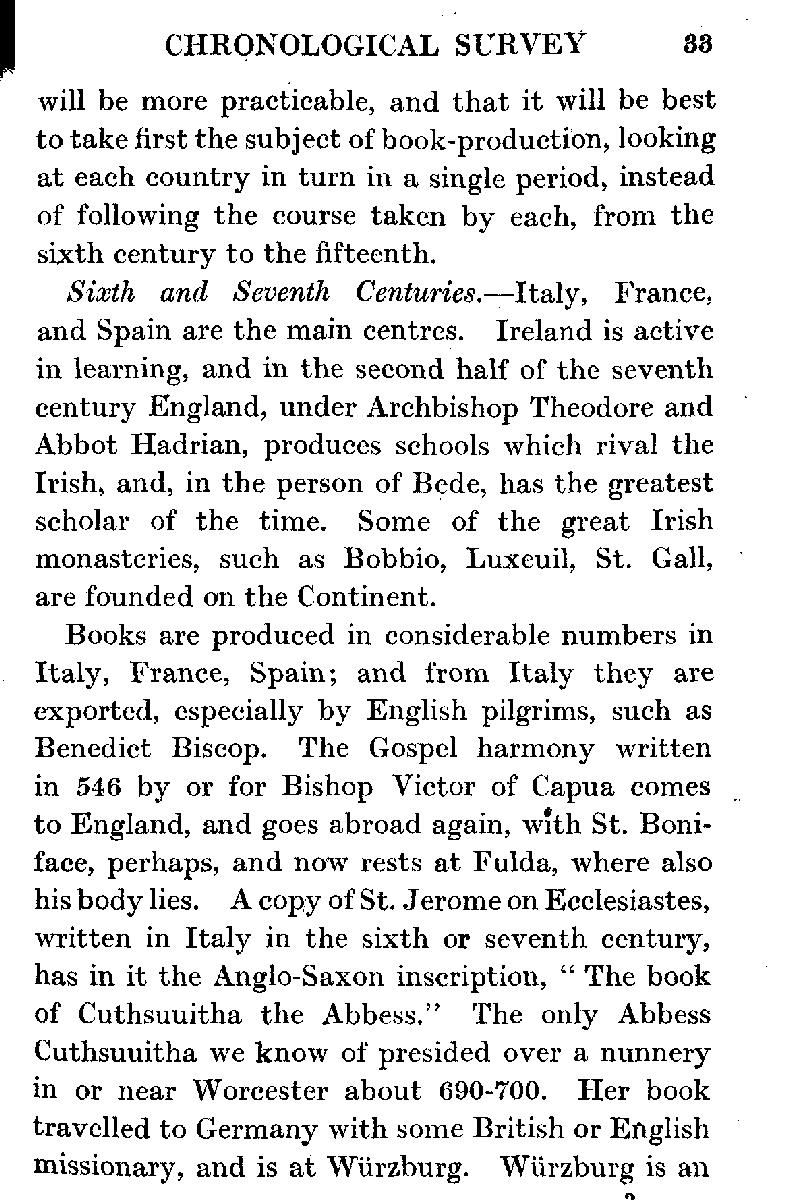 CHRONOLOGICAL SURVEY 33
will be more practicable, and that it will be best
to take first the subject of book-production, looking
at each country in turn in a single period, instead
of following the course taken by each, from the
sixth century to the fifteenth.
Sixth and Seventh Centuries.—Italy, France,
and Spain are the main centres. Ireland is active
in learning, and in the second half of the seventh
century England, under Archbishop Theodore and
Abbot Hadrian, produces schools which rival the
Irish, and, in the person of Bede, has the greatest
scholar of the time. Some of the great Irish
monasteries, such as Bobbio, Luxeuil, St. Gall,
are founded on the Continent.
Books are produced in considerable numbers in
Italy, France, Spain; and from Italy they are
exported, especially by English pilgrims, such as
Benedict Biscop. The Gospel harmony written
in 546 by or for Bishop Victor of Capua comes
to England, and goes abroad again, with St. Boni-
face, perhaps, and now rests at Fulda, where also
his body lies. A copy of St. Jerome on Ecclesiastes,
written in Italy in the sixth or seventh century,
has in it the Anglo-Saxon inscription, “ The book
of Cuthsuuitha the Abbess.” The only Abbess
Cuthsuuitha we know of presided over a nunnery
in or near Worcester about 690-700. Her book
travelled to Germany with some British or English
missionary, and is at Würzburg. Würzburg is an